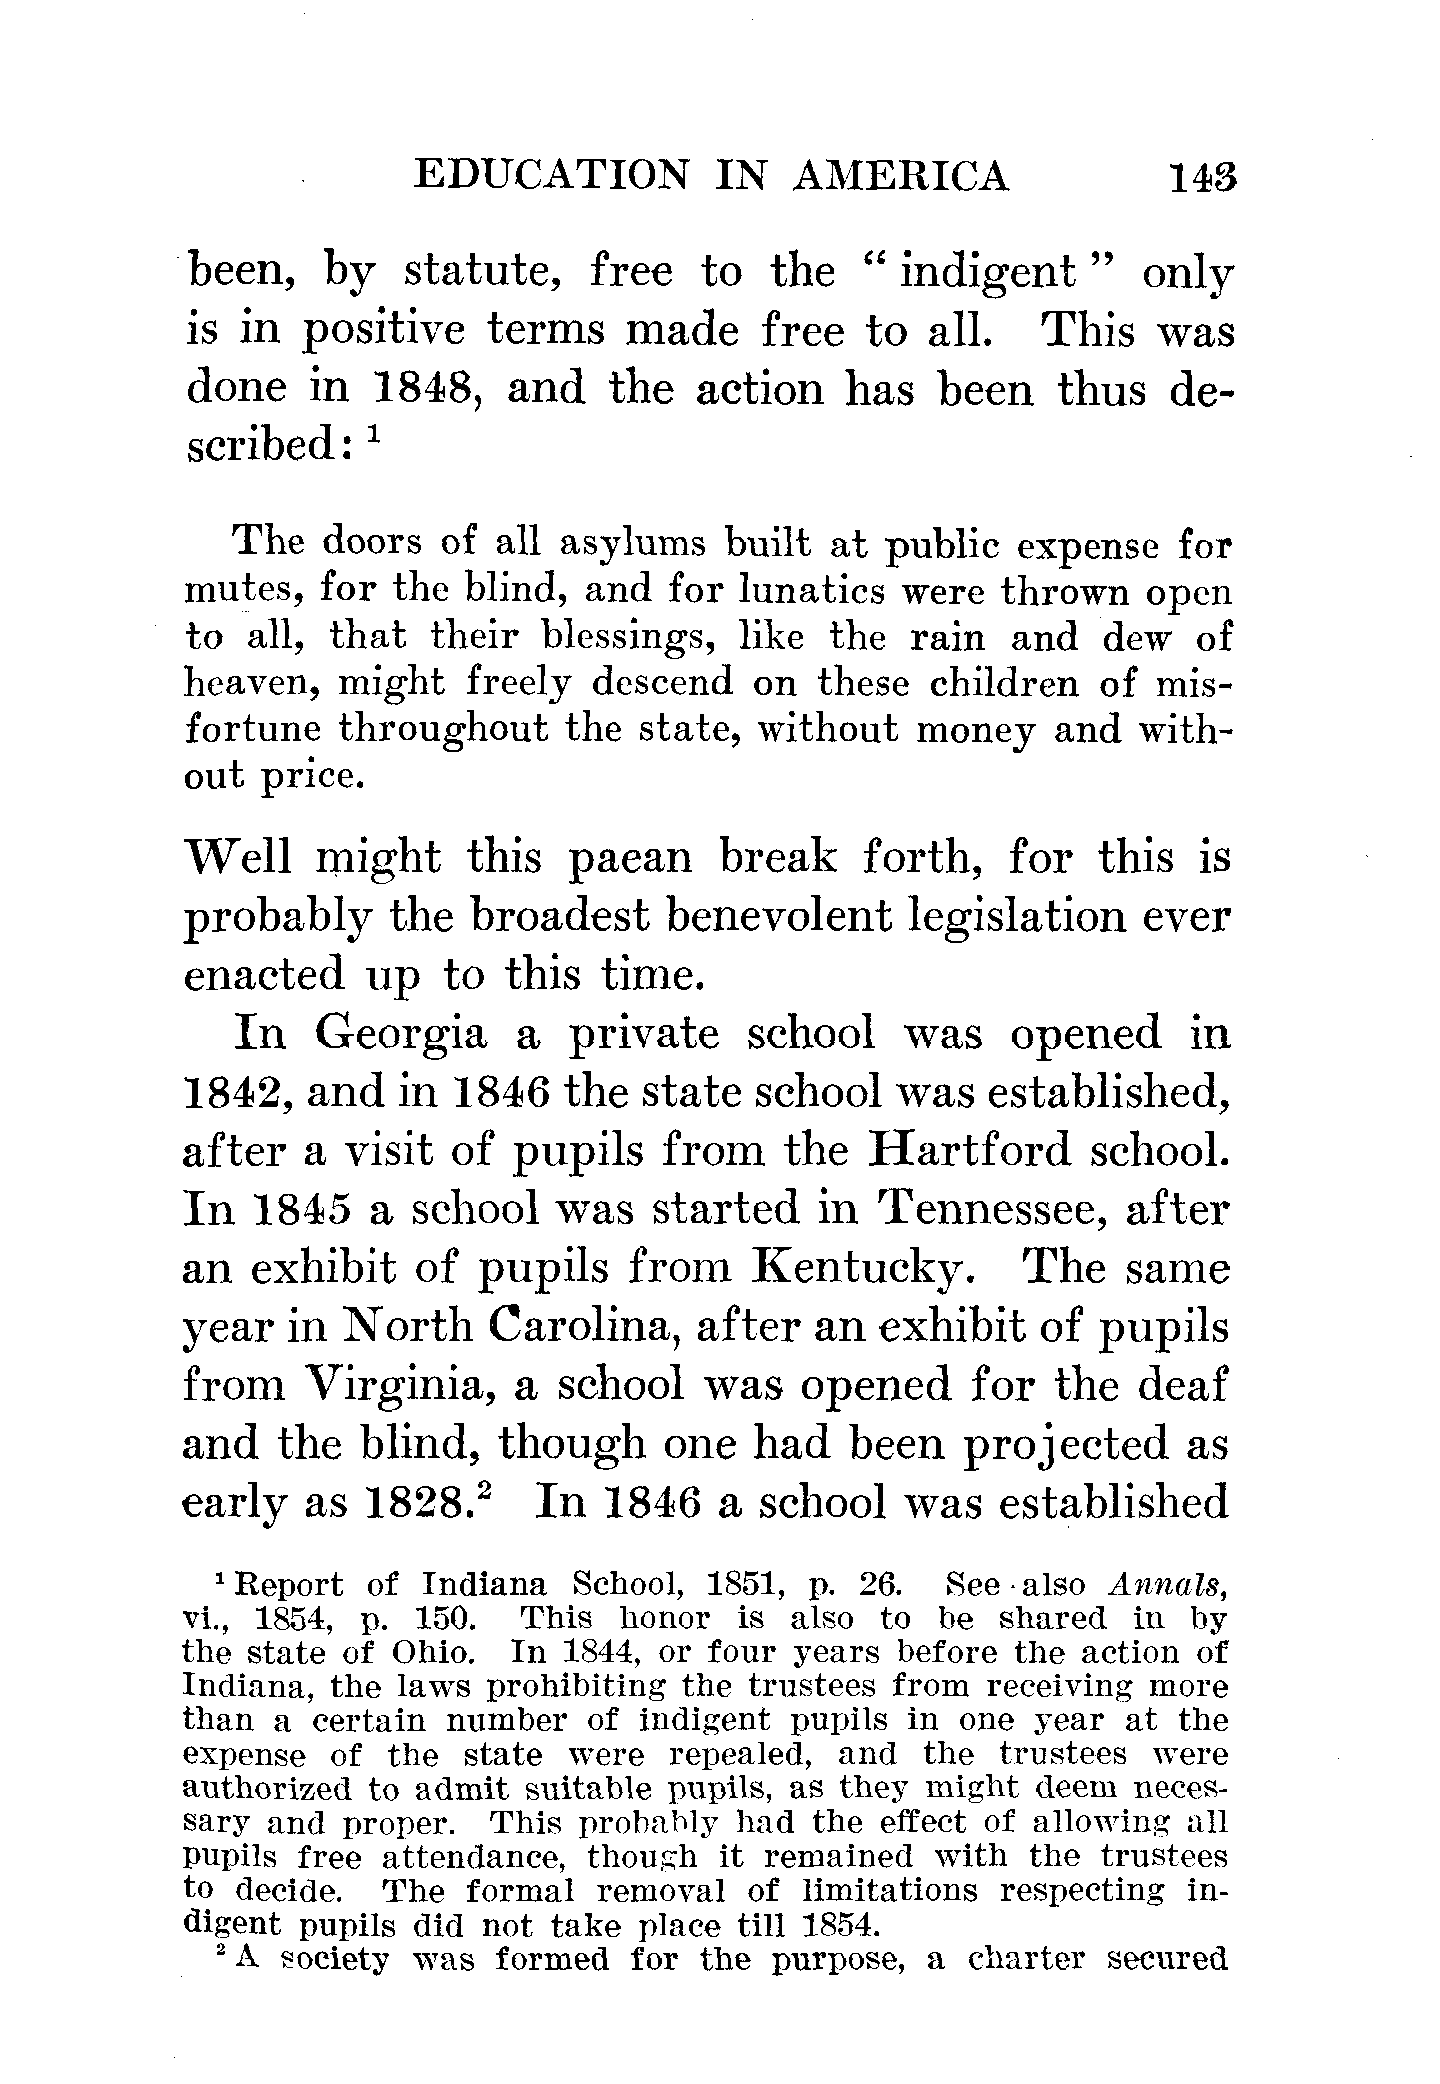 EDUCATION IN AMERICA 143
been, by statute, free to the “ indigent ” only
is in positive terms made free to all. This was
done in 1848, and the action has been thus de-
scribed: ¹
The doors of all asylums built at public expense for
mutes, for the blind, and for lunatics were thrown open
to all, that their blessings, like the rain and dew of
heaven, might freely descend on these children of mis-
fortune throughout the state, without money and with-
out price.
Well might this paean break forth, for this is
probably the broadest benevolent legislation ever
enacted up to this time.
In Georgia a private school was opened in
1842, and in 1846 the state school was established,
after a visit of pupils from the Hartford school.
In 1845 a school was started in Tennessee, after
an exhibit of pupils from Kentucky. The same
year in North Carolina, after an exhibit of pupils
from Virginia, a school was opened for the deaf
and the blind, though one had been projected as
early as 1828.² In 1846 a school was established
¹ Report of Indiana School, 1851, p. 26. See also Annals,
vi., 1854, p. 150. This honor is also to be shared in by
the state of Ohio. In 1844, or four years before the action of
Indiana, the laws prohibiting the trustees from receiving more
than a certain number of indigent pupils in one year at the
expense of the state were repealed, and the trustees were
authorized to admit suitable pupils, as they might deem neces-
sary and proper. This probably had the effect of allowing all
pupils free attendance, though it remained with the trustees
to decide. The formal removal of limitations respecting in-
digent pupils did not take place till 1854.
² A society was formed for the purpose, a charter secured